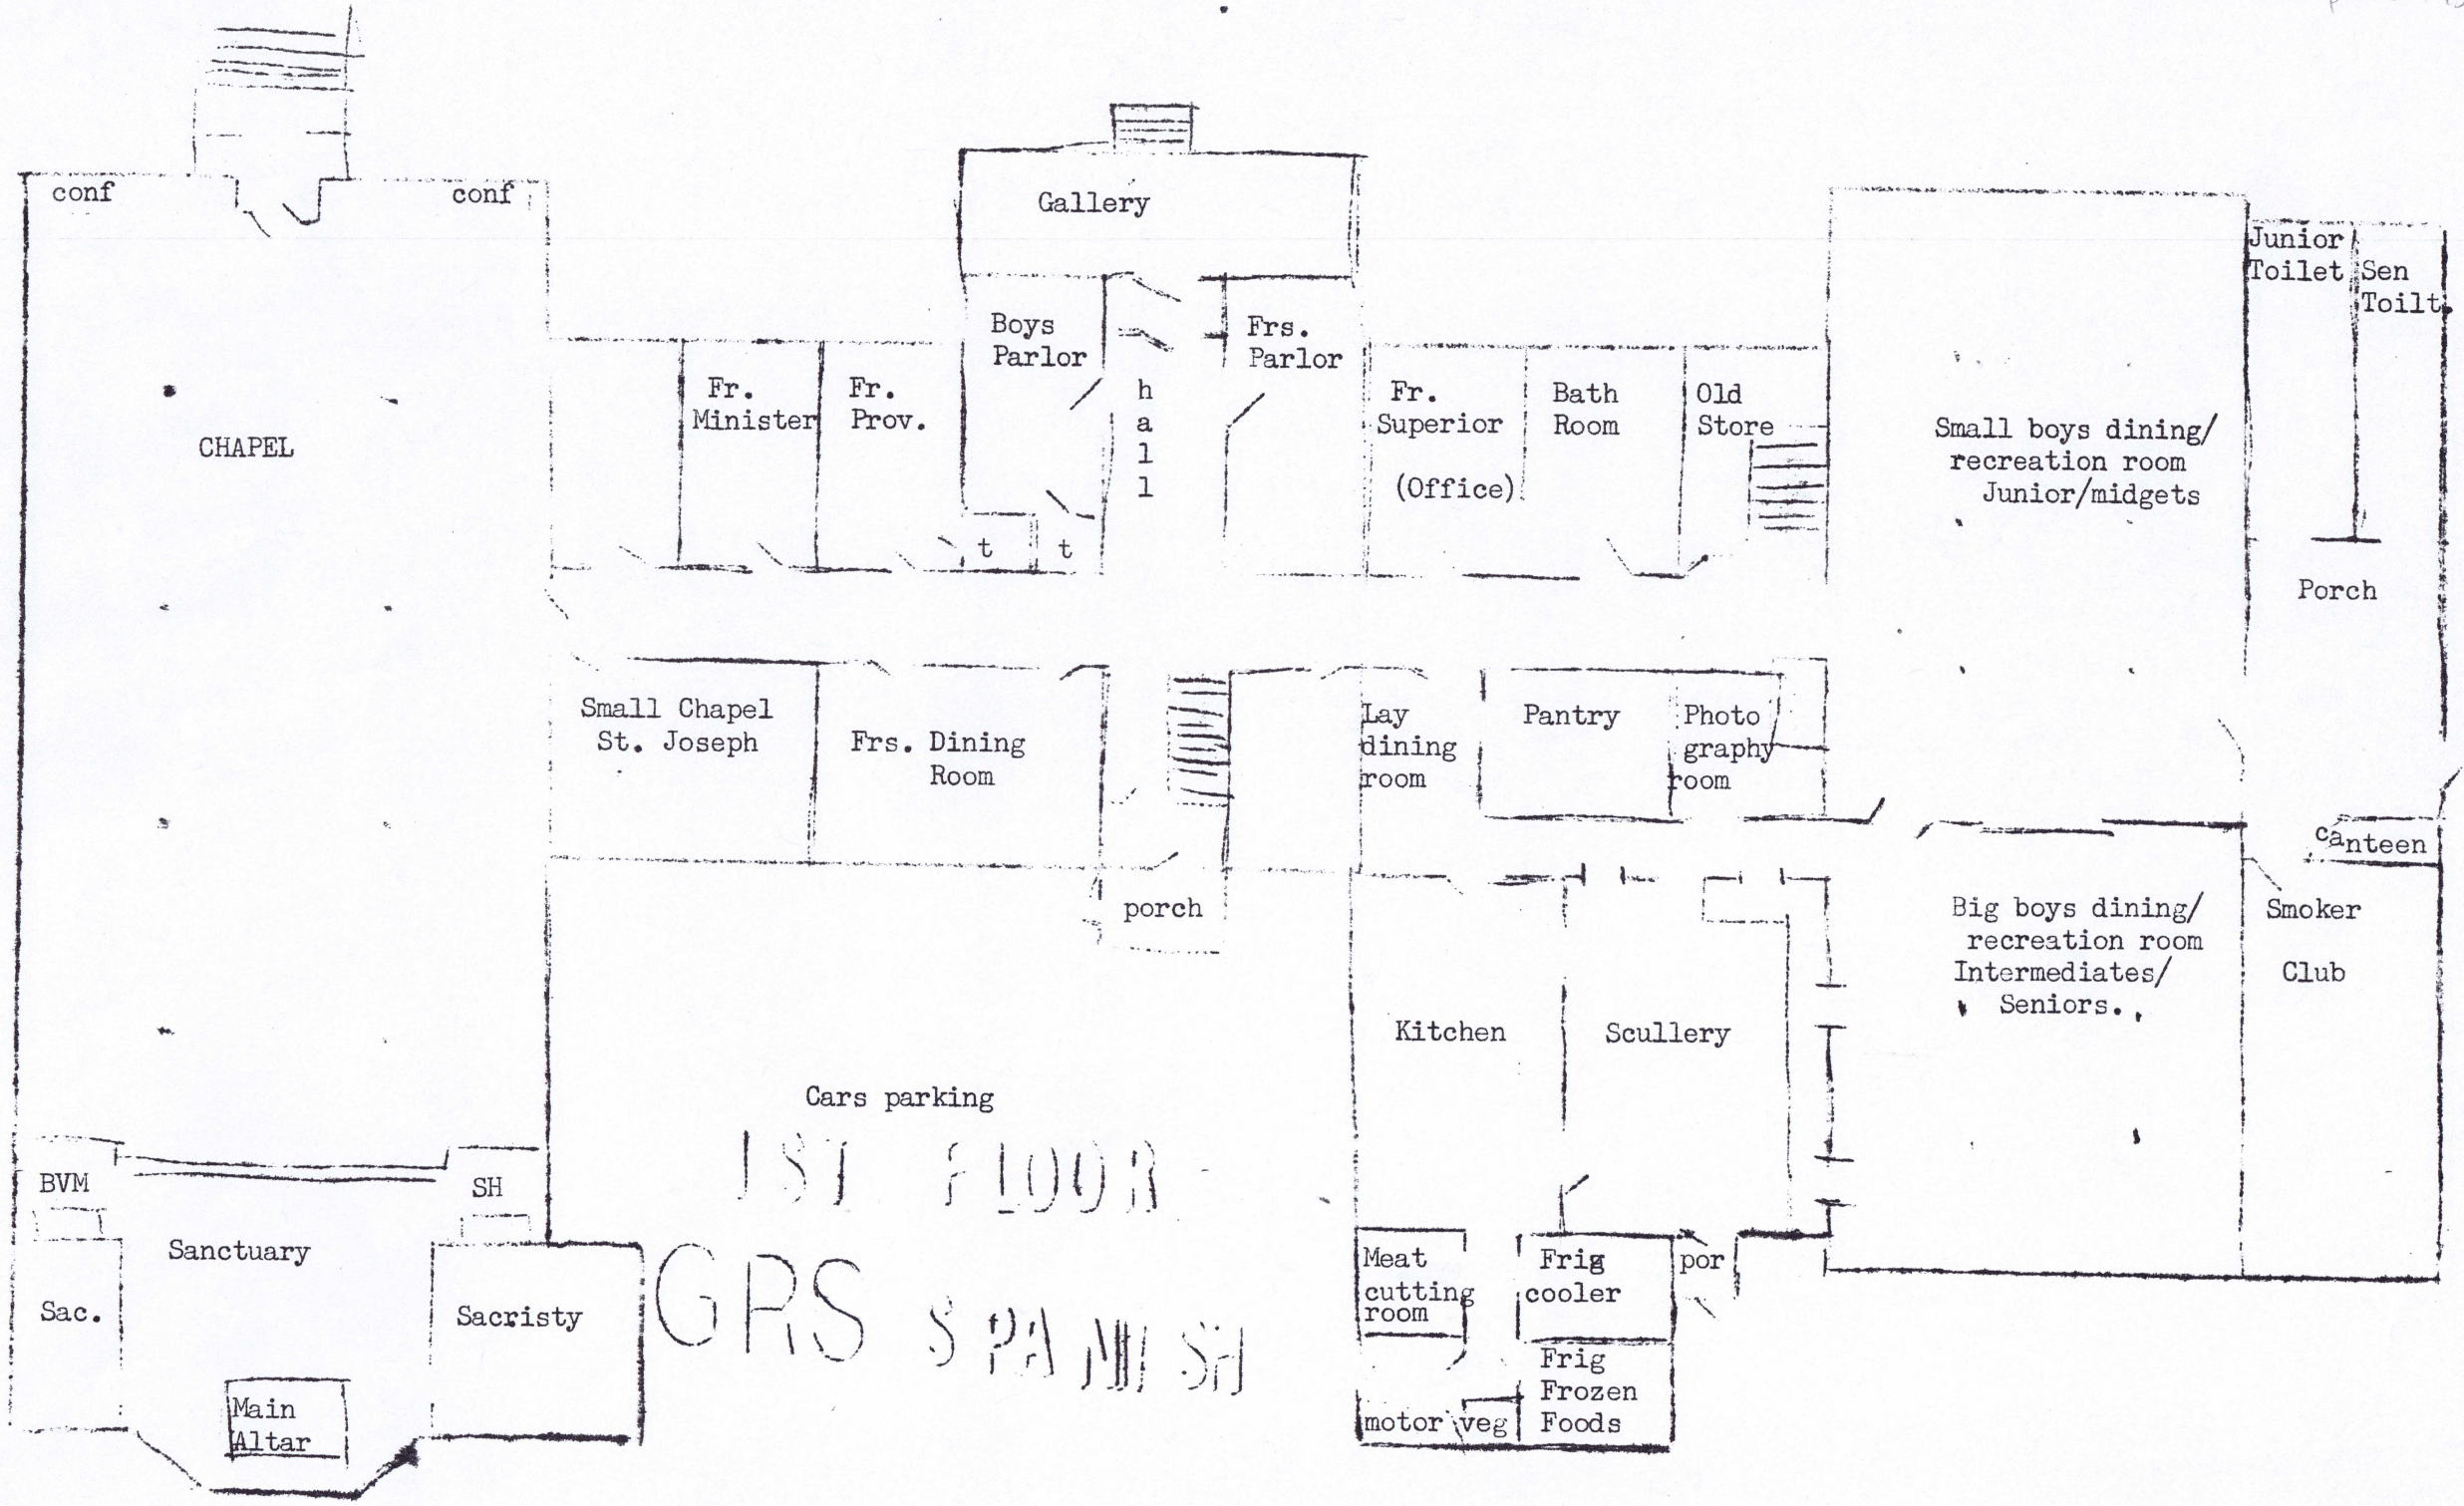 conf
conf
CHAPEL
Gallery
Boys
Parlor
Frs.
Parlor
h
a
l
l
Fr.
Minister
Fr.
Prov.
t
t
Fr.
Superior
(Office)
Bath
Room
Old
Store
Small boys dining/
recreation room
Junior/midgets
Junior
Toilet
Sen
Toilt.
Porch
Small Chapel
St. Joseph
Frs. Dining
Room
Lay
dining
room
Pantry
Photo
graphy
room
canteen
porch
Big boys dining/
recreation room
Intermediates/
Seniors.
Smoker
Club
Kitchen
Scullery
Cars parking
1ST FLOOR
GRS SPANISH
BVM
SH
Sanctuary
Sac.
Sacristy
Main
Altar
Meat
cutting
room
Frig
cooler
por
Frig
Frozen
Foods
motor veg